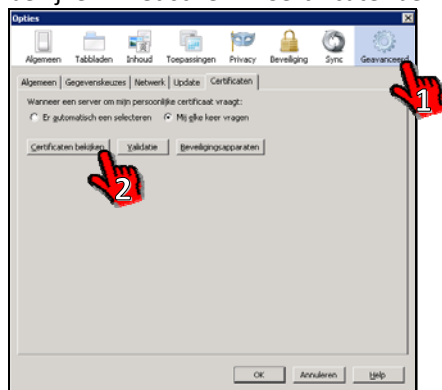 Opties
Algemeen Tabbladen Inhoud Toepassingen Privacy Beveiliging Sync Geavanceerd
1
Algemeen Gegevenskeuzes Netwerk Update Certificaten
Wanneer een server om mijn persoonlijke certificaat vraagt:
Er automatisch een selecteren Mij elke keer vragen
Certificaten bekijken Validatie Beveiligingsapparaten
2
OK Annuleren Help